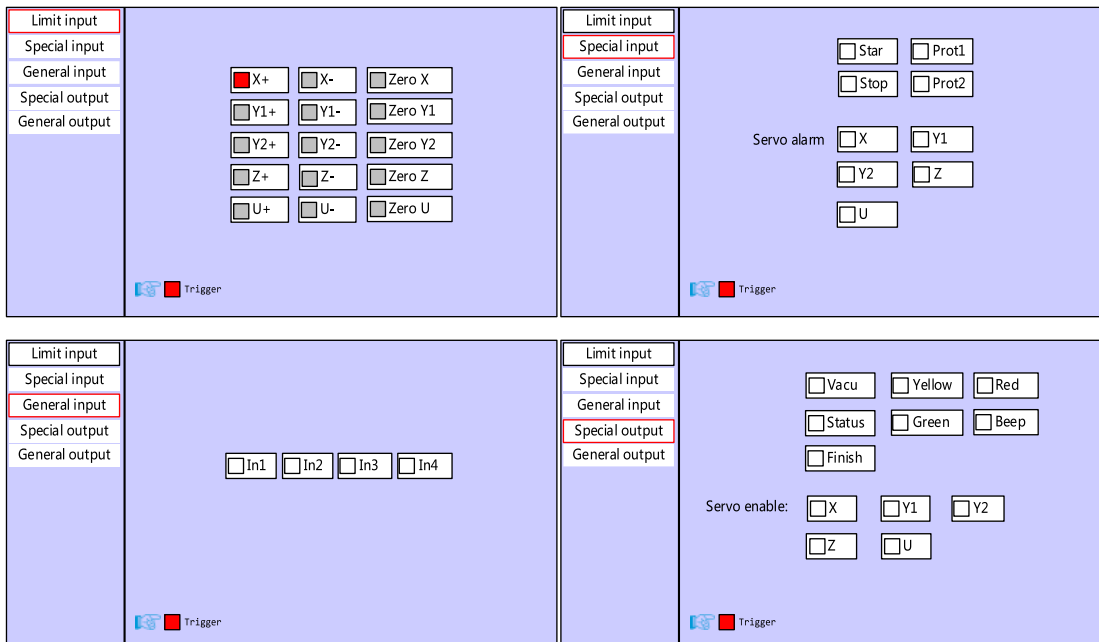 Limit input
Special input
General input
Special output
General output
X+ X- Zero X
Y1+ Y1- Zero Y1
Y2+ Y2- Zero Y2
Z+ Z- Zero Z
U+ U- Zero U
Trigger
Limit input
Special input
General input
Special output
General output
Star Prot1
Stop Prot2
Servo alarm X Y1
Y2 Z
U
Trigger
Limit input
Special input
General input
Special output
General output
In1 In2 In3 In4
Trigger
Limit input
Special input
General input
Special output
General output
Vacu Yellow Red
Status Green Beep
Finish
Servo enable: X Y1 Y2
Z U
Trigger